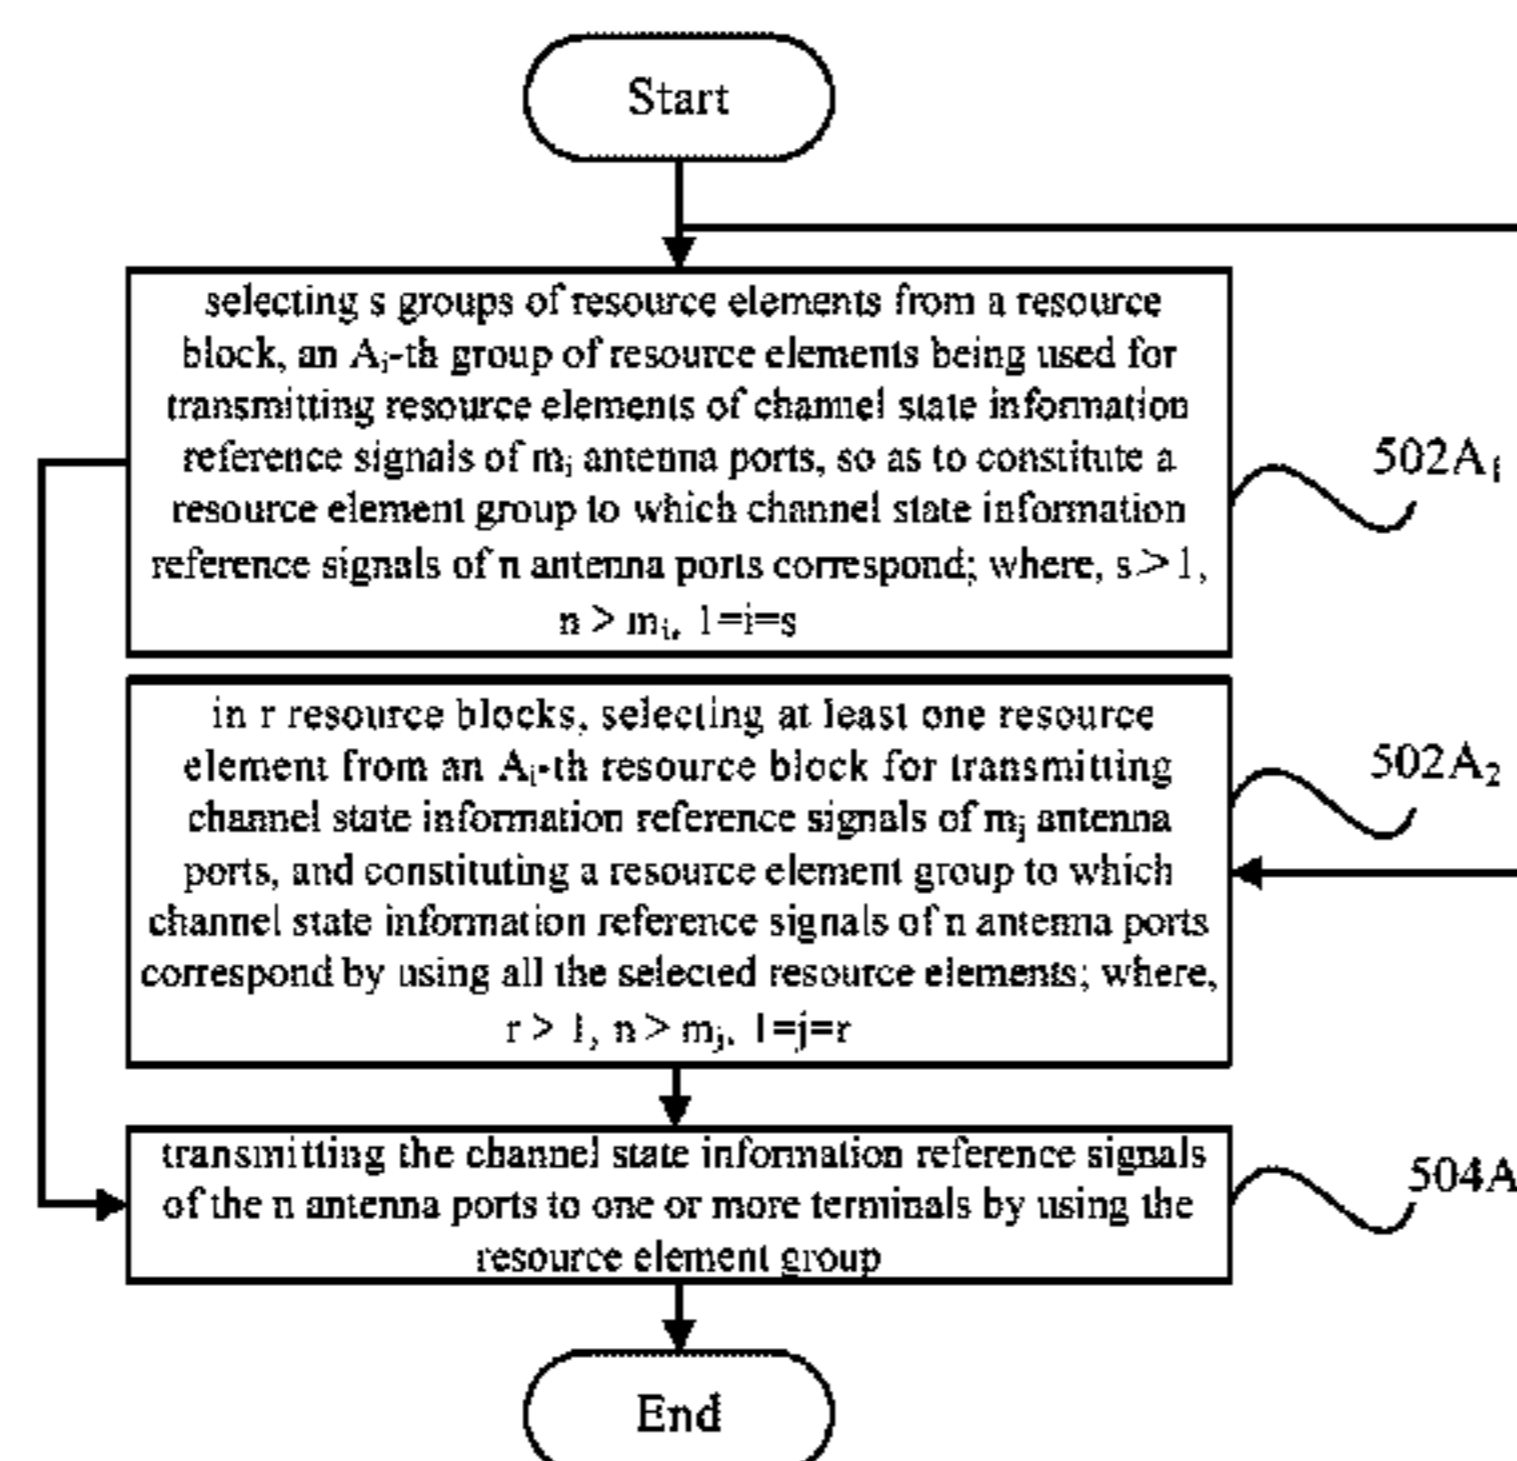 Start
selecting s groups of resource elements from a resource
block, an Aᵢ-th group of resource elements being used for
transmitting resource elements of channel state information
reference signals of mᵢ antenna ports, so as to constitute a
resource element group to which channel state information
reference signals of n antenna ports correspond; where, s>1,
n > mᵢ, 1=i=s
502A₁
in r resource blocks, selecting at least one resource
element from an Aᵢ-th resource block for transmitting
channel state information reference signals of mⱼ antenna
ports, and constituting a resource element group to which
channel state information reference signals of n antenna ports
correspond by using all the selected resource elements; where,
r > 1, n > mⱼ, 1=j=r
502A₂
transmitting the channel state information reference signals
of the n antenna ports to one or more terminals by using the
resource element group
504A
End